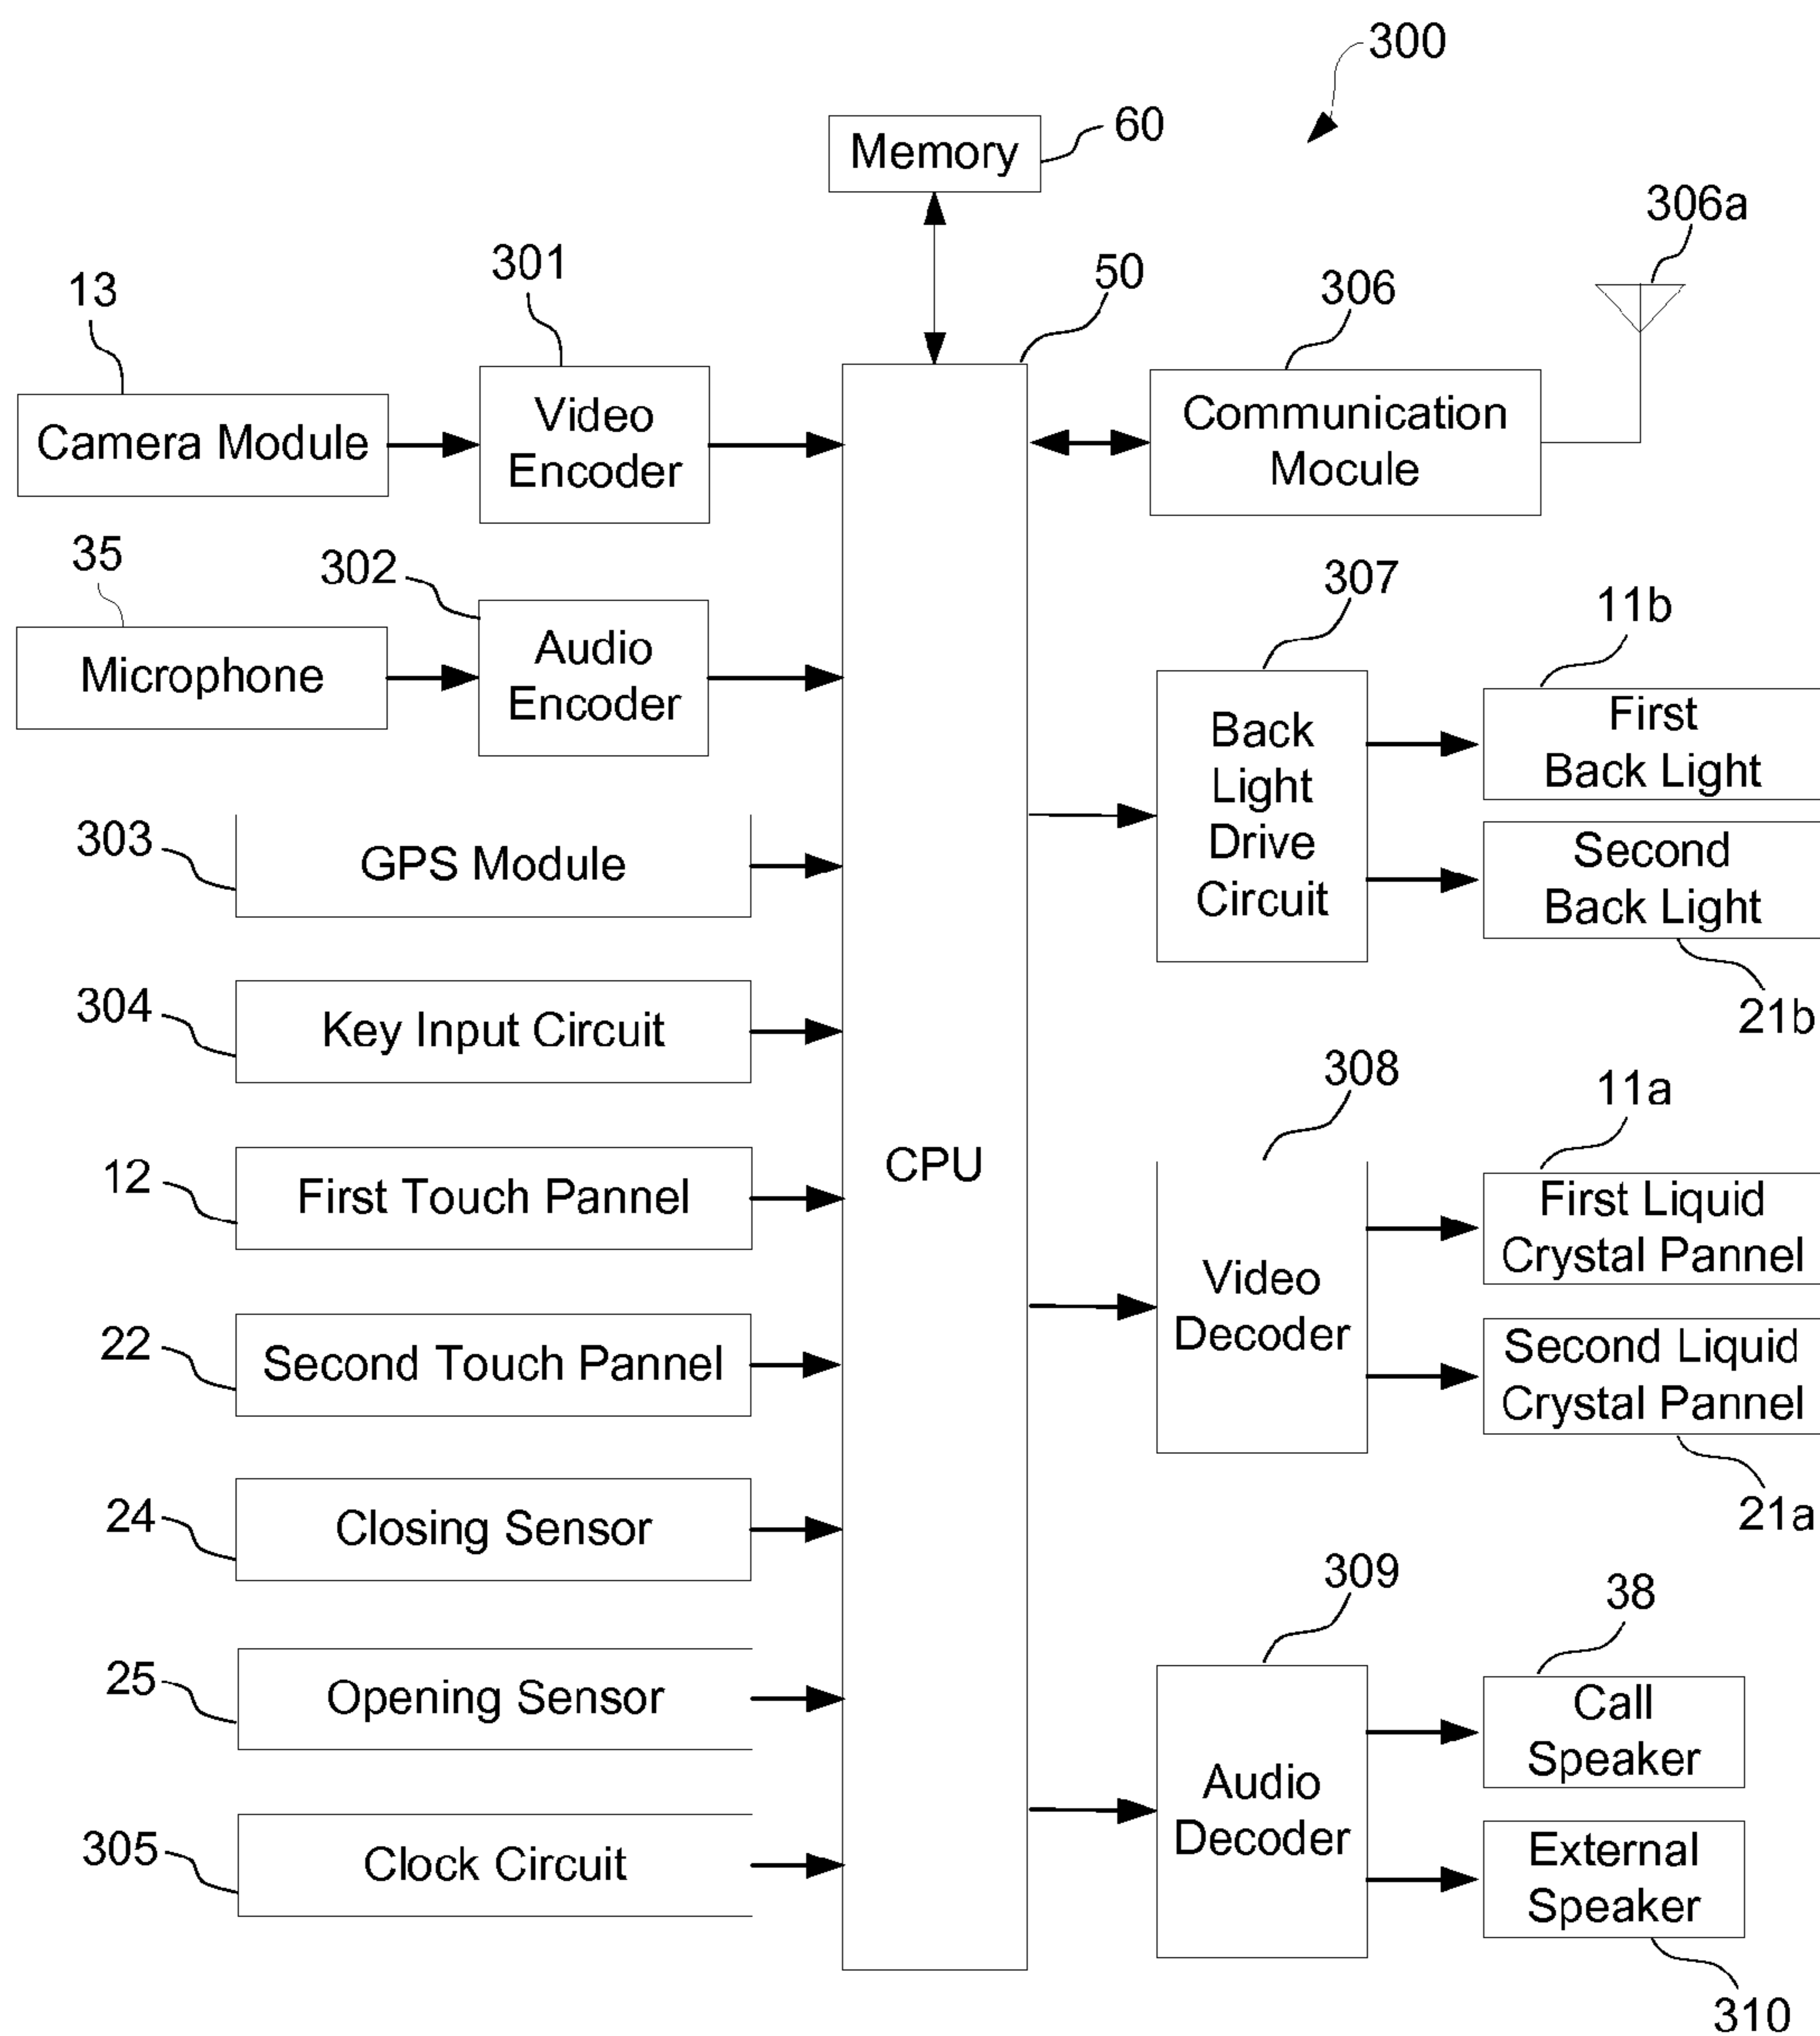 300
Memory
60
306a
13
301
50
306
Camera Module
Video
Encoder
Communication
Mocule
35
302
Microphone
Audio
Encoder
307
11b
Back
Light
Drive
Circuit
First
Back Light
Second
Back Light
21b
303
GPS Module
304
Key Input Circuit
12
First Touch Pannel
CPU
22
Second Touch Pannel
24
Closing Sensor
25
Opening Sensor
305
Clock Circuit
308
11a
Video
Decoder
First Liquid
Crystal Pannel
Second Liquid
Crystal Pannel
21a
309
38
Audio
Decoder
Call
Speaker
External
Speaker
310